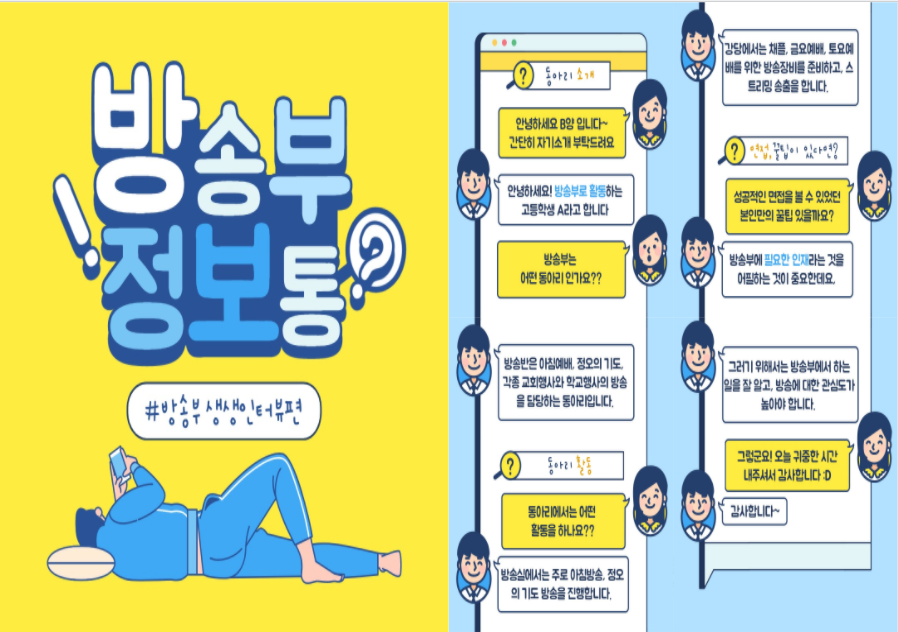 방송부
정보통
!?
#방송부 생생인터뷰편
? 동아리 소개
안녕하세요 B양 입니다~
간단히 자기소개 부탁드려요
안녕하세요! 방송부로 활동하는
고등학생 A라고 합니다
방송부는
어떤 동아리 인가요??
방송반은 아침예배, 정오의 기도,
각종 교회행사와 학교행사의 방송
을 담당하는 동아리입니다.
? 동아리 활동
동아리에서는 어떤
활동을 하나요??
방송실에서는 주로 아침방송, 정오
의 기도 방송을 진행합니다.
강당에서는 채플, 금요예배, 토요예
배를 위한 방송장비를 준비하고, 스
트리밍 송출을 합니다.
? 면접, 꿀팁이 있다면?
성공적인 면접을 볼 수 있었던
본인만의 꿀팁 있을까요?
방송부에 필요한 인재라는 것을
어필하는 것이 중요한데요.
그러기 위해서는 방송부에서 하는
일을 잘 알고, 방송에 대한 관심도가
높아야 합니다.
그렇군요! 오늘 귀중한 시간
내주셔서 감사합니다 :D
감사합니다~